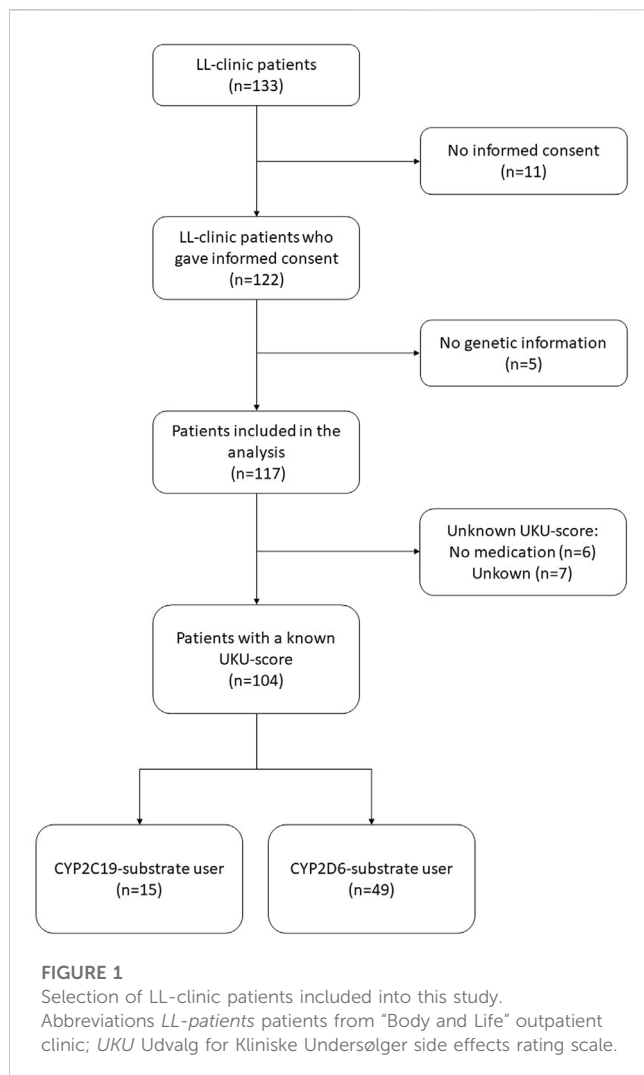 LL-clinic patients
(n=133)
No informed consent
(n=11)
LL-clinic patients who
gave informed consent
(n=122)
No genetic information
(n=5)
Patients included in the
analysis
(n=117)
Unknown UKU-score:
No medication (n=6)
Unkown (n=7)
Patients with a known
UKU-score
(n=104)
CYP2C19-substrate user
(n=15)
CYP2D6-substrate user
(n=49)
FIGURE 1
Selection of LL-clinic patients included into this study.
Abbreviations LL-patients patients from “Body and Life” outpatient
clinic; UKU Udvalg for Kliniske Undersølger side effects rating scale.